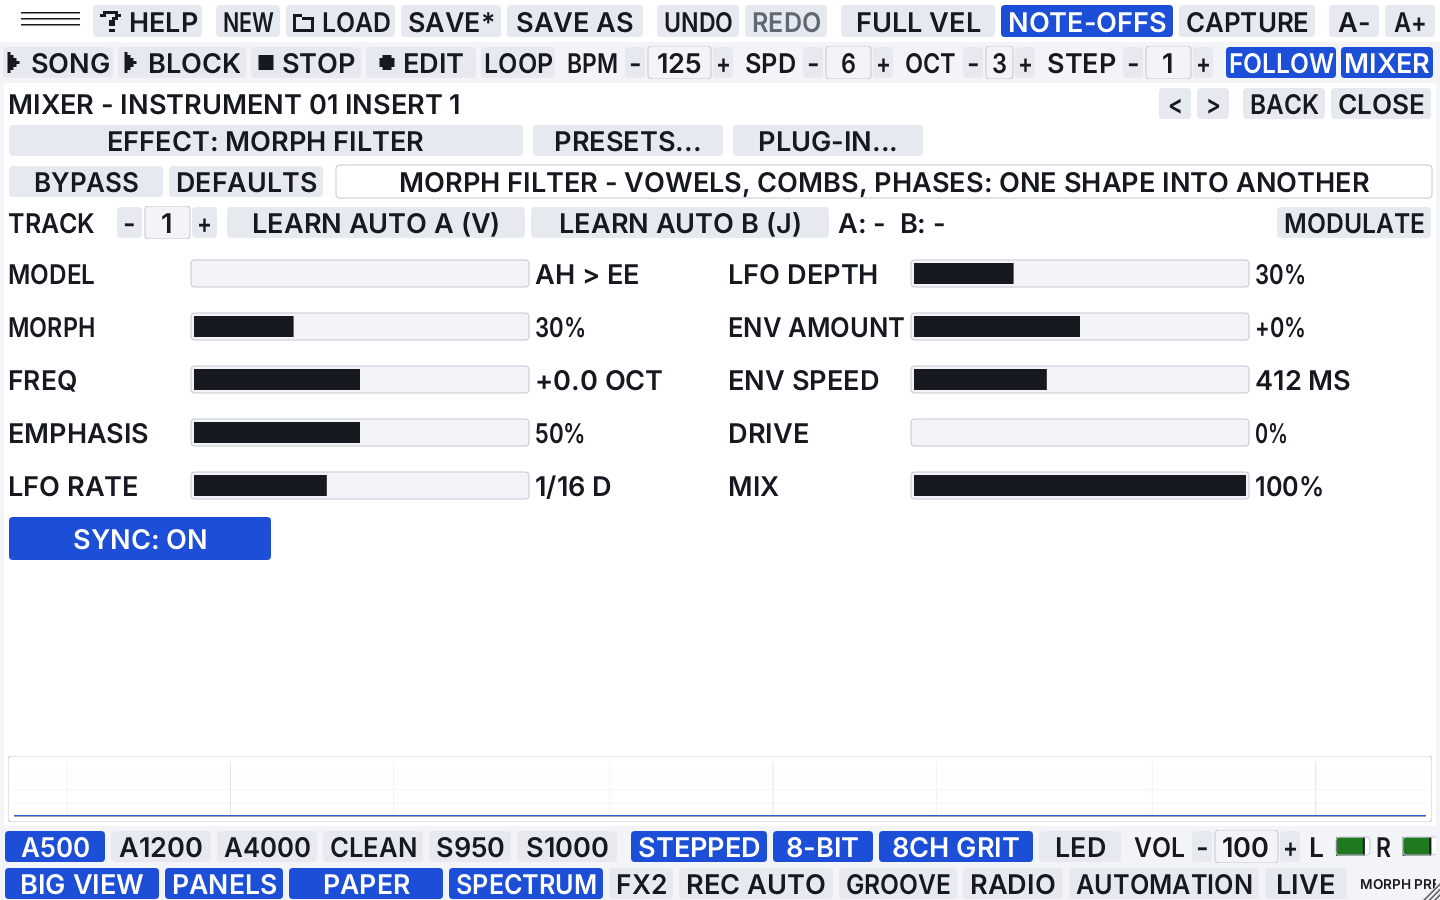 HELP NEW LOAD SAVE* SAVE AS UNDO REDO FULL VEL NOTE-OFFS CAPTURE A- A+
SONG BLOCK STOP EDIT LOOP BPM - 125 + SPD - 6 + OCT - 3 + STEP - 1 + FOLLOW MIXER
MIXER - INSTRUMENT 01 INSERT 1 < > BACK CLOSE
EFFECT: MORPH FILTER PRESETS... PLUG-IN...
BYPASS DEFAULTS MORPH FILTER - VOWELS, COMBS, PHASES: ONE SHAPE INTO ANOTHER
TRACK - 1 + LEARN AUTO A (V) LEARN AUTO B (J) A: - B: - MODULATE
MODEL AH > EE LFO DEPTH 30%
MORPH 30% ENV AMOUNT +0%
FREQ +0.0 OCT ENV SPEED 412 MS
EMPHASIS 50% DRIVE 0%
LFO RATE 1/16 D MIX 100%
SYNC: ON
A500 A1200 A4000 CLEAN S950 S1000 STEPPED 8-BIT 8CH GRIT LED VOL - 100 + L R
BIG VIEW PANELS PAPER SPECTRUM FX2 REC AUTO GROOVE RADIO AUTOMATION LIVE MORPH